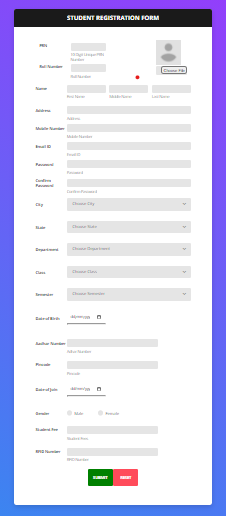 STUDENT REGISTRATION FORM
PRN
10 Digit Unique PRN
Number
Choose File
Roll Number
Roll Number
Name
First Name Middle Name Last Name
Address
Address
Mobile Number
Mobile Number
Email ID
Email ID
Password
Password
Confirm
Password
Confirm Password
City Choose City
State Choose State
Department Choose Department
Class Choose Class
Semester Choose Semester
Date of Birth dd/mm/yyyy
Aadhar Number
Aadhar Number
Pincode
Pincode
Date of Join dd/mm/yyyy
Gender Male Female
Student Fee
Student Fees
RFID Number
RFID Number
SUBMIT RESET